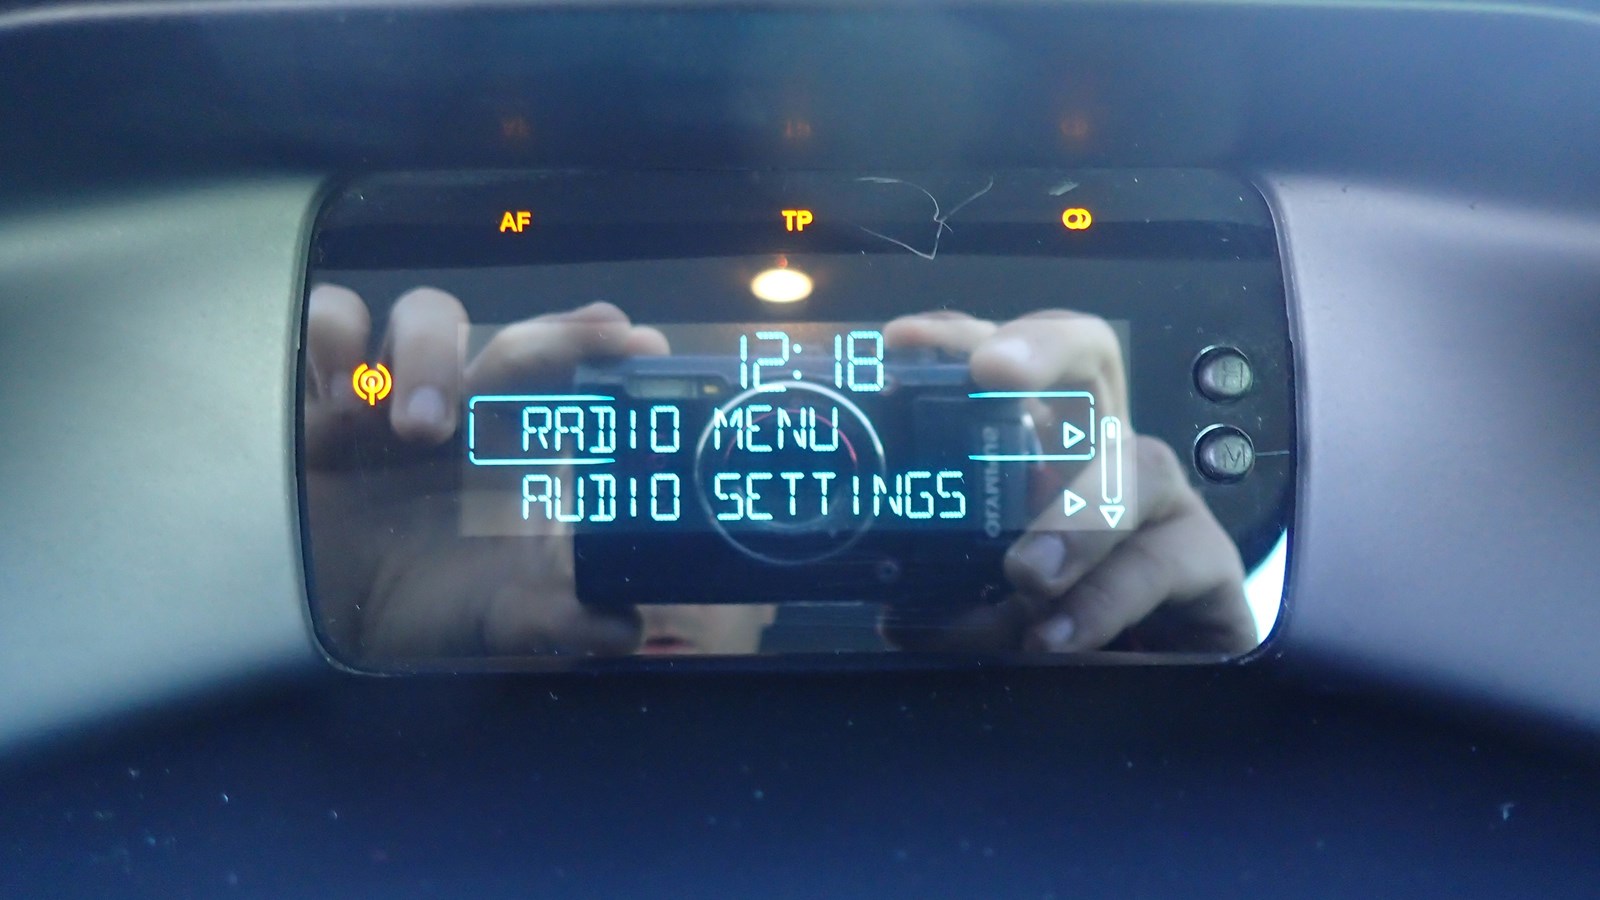 AF TP
12:18
RADIO MENU
AUDIO SETTINGS
H
M
OLYMPUS